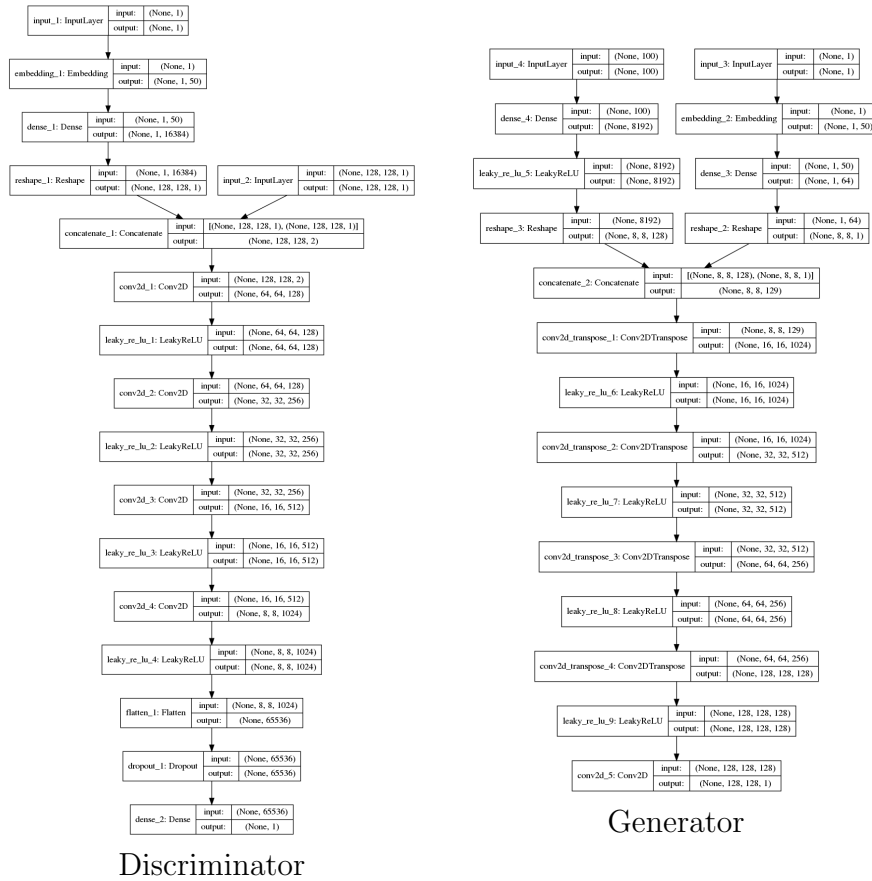 input_1: InputLayer input: (None, 1)
output: (None, 1)
embedding_1: Embedding input: (None, 1)
output: (None, 1, 50)
dense_1: Dense input: (None, 1, 50)
output: (None, 1, 16384)
reshape_1: Reshape input: (None, 1, 16384)
output: (None, 128, 128, 1)
input_2: InputLayer input: (None, 128, 128, 1)
output: (None, 128, 128, 1)
concatenate_1: Concatenate input: [(None, 128, 128, 1), (None, 128, 128, 1)]
output: (None, 128, 128, 2)
conv2d_1: Conv2D input: (None, 128, 128, 2)
output: (None, 64, 64, 128)
leaky_re_lu_1: LeakyReLU input: (None, 64, 64, 128)
output: (None, 64, 64, 128)
conv2d_2: Conv2D input: (None, 64, 64, 128)
output: (None, 32, 32, 256)
leaky_re_lu_2: LeakyReLU input: (None, 32, 32, 256)
output: (None, 32, 32, 256)
conv2d_3: Conv2D input: (None, 32, 32, 256)
output: (None, 16, 16, 512)
leaky_re_lu_3: LeakyReLU input: (None, 16, 16, 512)
output: (None, 16, 16, 512)
conv2d_4: Conv2D input: (None, 16, 16, 512)
output: (None, 8, 8, 1024)
leaky_re_lu_4: LeakyReLU input: (None, 8, 8, 1024)
output: (None, 8, 8, 1024)
flatten_1: Flatten input: (None, 8, 8, 1024)
output: (None, 65536)
dropout_1: Dropout input: (None, 65536)
output: (None, 65536)
dense_2: Dense input: (None, 65536)
output: (None, 1)
Discriminator
input_4: InputLayer input: (None, 100)
output: (None, 100)
input_3: InputLayer input: (None, 1)
output: (None, 1)
dense_4: Dense input: (None, 100)
output: (None, 8192)
embedding_2: Embedding input: (None, 1)
output: (None, 1, 50)
leaky_re_lu_5: LeakyReLU input: (None, 8192)
output: (None, 8192)
dense_3: Dense input: (None, 1, 50)
output: (None, 1, 64)
reshape_3: Reshape input: (None, 8192)
output: (None, 8, 8, 128)
reshape_2: Reshape input: (None, 1, 64)
output: (None, 8, 8, 1)
concatenate_2: Concatenate input: [(None, 8, 8, 128), (None, 8, 8, 1)]
output: (None, 8, 8, 129)
conv2d_transpose_1: Conv2DTranspose input: (None, 8, 8, 129)
output: (None, 16, 16, 1024)
leaky_re_lu_6: LeakyReLU input: (None, 16, 16, 1024)
output: (None, 16, 16, 1024)
conv2d_transpose_2: Conv2DTranspose input: (None, 16, 16, 1024)
output: (None, 32, 32, 512)
leaky_re_lu_7: LeakyReLU input: (None, 32, 32, 512)
output: (None, 32, 32, 512)
conv2d_transpose_3: Conv2DTranspose input: (None, 32, 32, 512)
output: (None, 64, 64, 256)
leaky_re_lu_8: LeakyReLU input: (None, 64, 64, 256)
output: (None, 64, 64, 256)
conv2d_transpose_4: Conv2DTranspose input: (None, 64, 64, 256)
output: (None, 128, 128, 128)
leaky_re_lu_9: LeakyReLU input: (None, 128, 128, 128)
output: (None, 128, 128, 128)
conv2d_5: Conv2D input: (None, 128, 128, 128)
output: (None, 128, 128, 1)
Generator